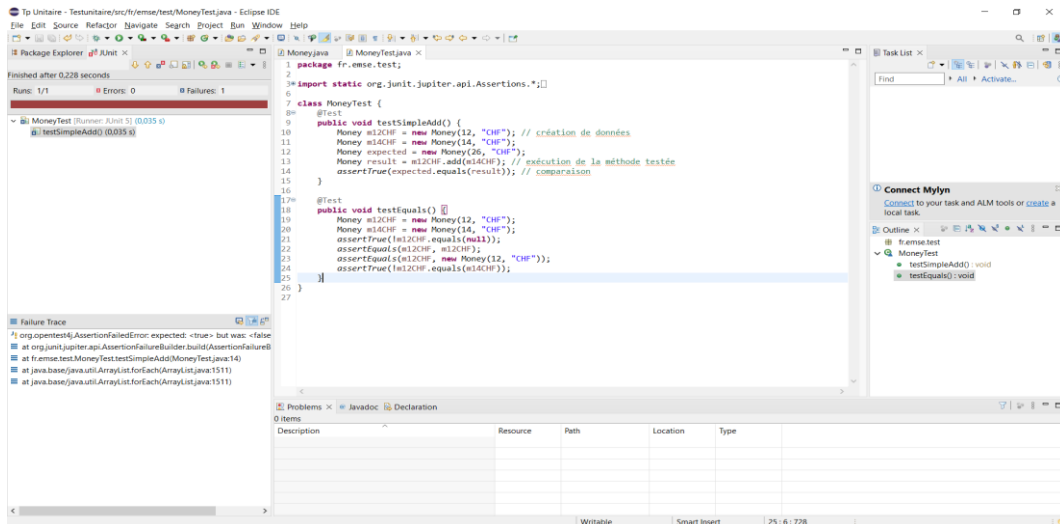 Tp Unitaire - Testunitaire/src/fr/emse/test/MoneyTest.java - Eclipse IDE
File Edit Source Refactor Navigate Search Project Run Window Help
Package Explorer JUnit
Finished after 0,228 seconds
Runs: 1/1 Errors: 0 Failures: 1
MoneyTest [Runner: JUnit 5] (0,035 s)
testSimpleAdd() (0,035 s)
Failure Trace
org.opentest4j.AssertionFailedError: expected: <true> but was: <false
at org.junit.jupiter.api.AssertionFailureBuilder.build(AssertionFailureB
at fr.emse.test.MoneyTest.testSimpleAdd(MoneyTest.java:14)
at java.base/java.util.ArrayList.forEach(ArrayList.java:1511)
at java.base/java.util.ArrayList.forEach(ArrayList.java:1511)
Money.java MoneyTest.java
1 package fr.emse.test;
2
3 import static org.junit.jupiter.api.Assertions.*;
6
7 class MoneyTest {
8 @Test
9 public void testSimpleAdd() {
10 Money m12CHF = new Money(12, "CHF"); // création de données
11 Money m14CHF = new Money(14, "CHF");
12 Money expected = new Money(26, "CHF");
13 Money result = m12CHF.add(m14CHF); // exécution de la méthode testée
14 assertTrue(expected.equals(result)); // comparaison
15 }
16
17 @Test
18 public void testEquals() {
19 Money m12CHF = new Money(12, "CHF");
20 Money m14CHF = new Money(14, "CHF");
21 assertTrue(!m12CHF.equals(null));
22 assertEquals(m12CHF, m12CHF);
23 assertEquals(m12CHF, new Money(12, "CHF"));
24 assertTrue(!m12CHF.equals(m14CHF));
25 }
26 }
27
Problems Javadoc Declaration
0 items
Description Resource Path Location Type
Task List
Find All Activate...
Connect Mylyn
Connect to your task and ALM tools or create a
local task.
Outline
fr.emse.test
MoneyTest
testSimpleAdd() : void
testEquals() : void
Writable Smart Insert 25 : 6 : 728